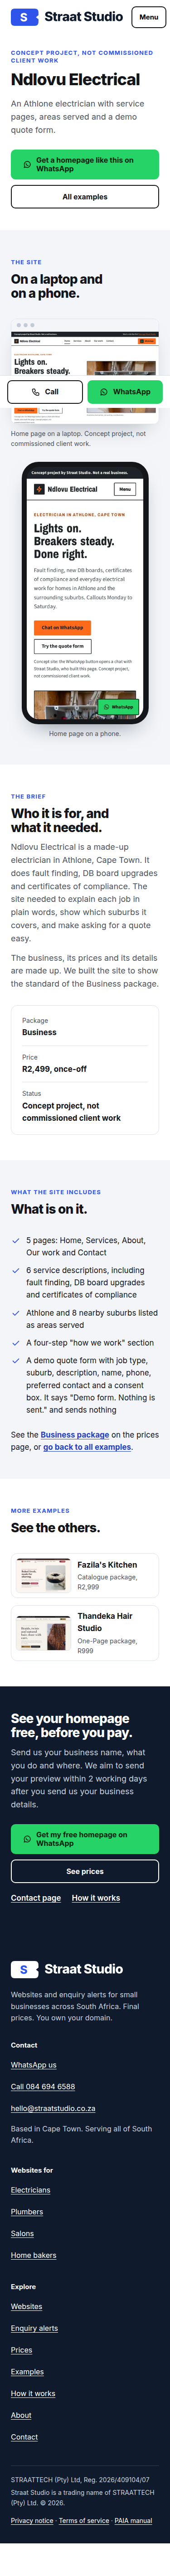 S Straat Studio
Menu
CONCEPT PROJECT, NOT COMMISSIONED
CLIENT WORK
Ndlovu Electrical
An Athlone electrician with service
pages, areas served and a demo
quote form.
Get a homepage like this on
WhatsApp
All examples
THE SITE
On a laptop and
on a phone.
Ndlovu Electrical
Lights on.
Breakers steady.
Call
WhatsApp
Home page on a laptop. Concept project, not
commissioned client work.
Concept project by Straat Studio. Not a real business.
Ndlovu Electrical
Menu
ELECTRICIAN IN ATHLONE, CAPE TOWN
Lights on.
Breakers steady.
Done right.
Fault finding, new DB boards, certificates
of compliance and everyday electrical
work for homes in Athlone and the
surrounding suburbs. Callouts Monday to
Saturday.
Chat on WhatsApp
Try the quote form
Concept site: the WhatsApp button opens a chat with
Straat Studio, who built this page. Concept project,
not commissioned client work.
WhatsApp
Home page on a phone.
THE BRIEF
Who it is for, and
what it needed.
Ndlovu Electrical is a made-up
electrician in Athlone, Cape Town. It
does fault finding, DB board upgrades
and certificates of compliance. The
site needed to explain each job in
plain words, show which suburbs it
covers, and make asking for a quote
easy.
The business, its prices and its details
are made up. We built the site to show
the standard of the Business package.
Package
Business
Price
R2,499, once-off
Status
Concept project, not
commissioned client work
WHAT THE SITE INCLUDES
What is on it.
5 pages: Home, Services, About,
Our work and Contact
6 service descriptions, including
fault finding, DB board upgrades
and certificates of compliance
Athlone and 8 nearby suburbs listed
as areas served
A four-step "how we work" section
A demo quote form with job type,
suburb, description, name, phone,
preferred contact and a consent
box. It says "Demo form. Nothing is
sent." and sends nothing
See the Business package on the prices
page, or go back to all examples.
MORE EXAMPLES
See the others.
Fazila's Kitchen
Catalogue package,
R2,999
Thandeka Hair
Studio
One-Page package,
R999
See your homepage
free, before you pay.
Send us your business name, what
you do and where. We aim to send
your preview within 2 working days
after you send us your business
details.
Get my free homepage on
WhatsApp
See prices
Contact page How it works
S Straat Studio
Websites and enquiry alerts for small
businesses across South Africa. Final
prices. You own your domain.
Contact
WhatsApp us
Call 084 694 6588
hello@straatstudio.co.za
Based in Cape Town. Serving all of South
Africa.
Websites for
Electricians
Plumbers
Salons
Home bakers
Explore
Websites
Enquiry alerts
Prices
Examples
How it works
About
Contact
STRAATTECH (Pty) Ltd, Reg. 2026/409104/07
Straat Studio is a trading name of STRAATTECH
(Pty) Ltd. © 2026.
Privacy notice · Terms of service · PAIA manual